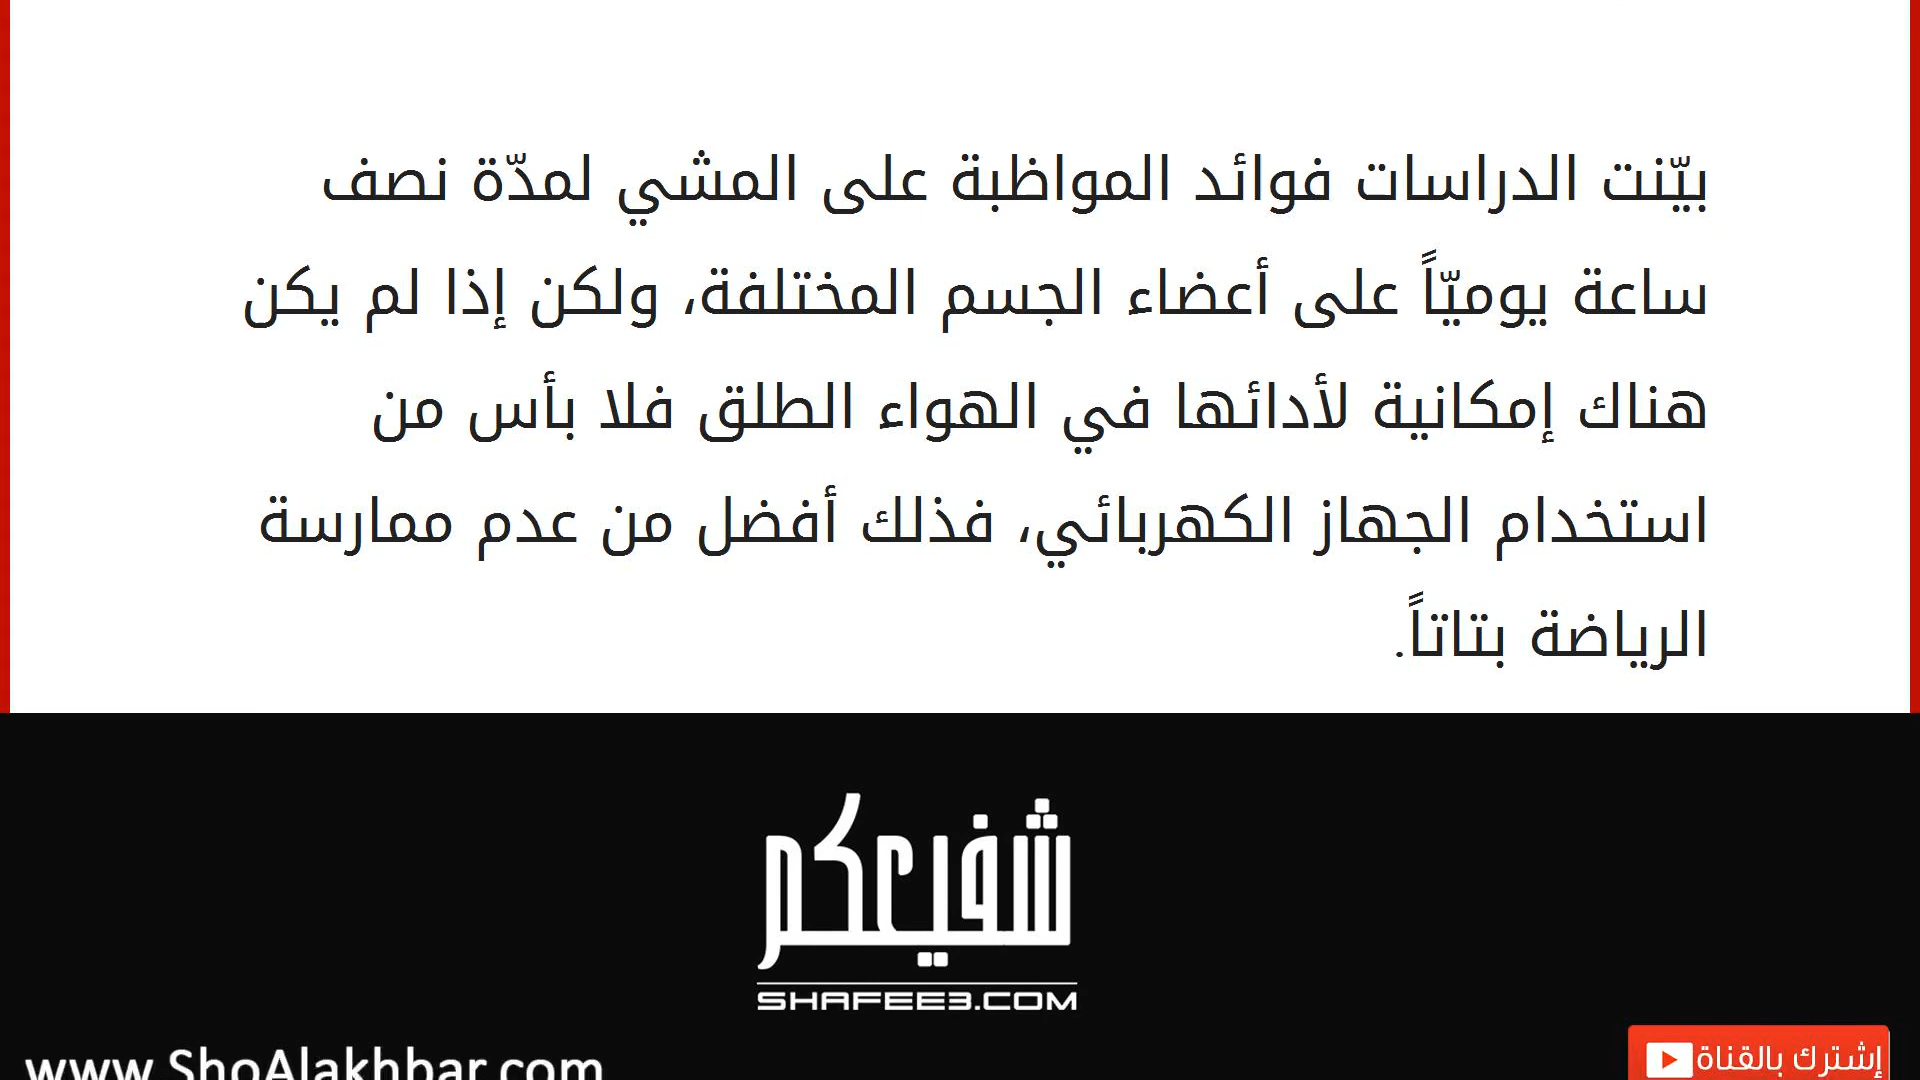 بيّنت الدراسات فوائد المواظبة على المشي لمدّة نصف
ساعة يوميّاً على أعضاء الجسم المختلفة، ولكن إذا لم يكن
هناك إمكانية لأدائها في الهواء الطلق فلا بأس من
استخدام الجهاز الكهربائي، فذلك أفضل من عدم ممارسة
الرياضة بتاتاً.
شفيعكم
SHAFEE3.COM
www.ShoAlakhbar.com
إشترك بالقناة